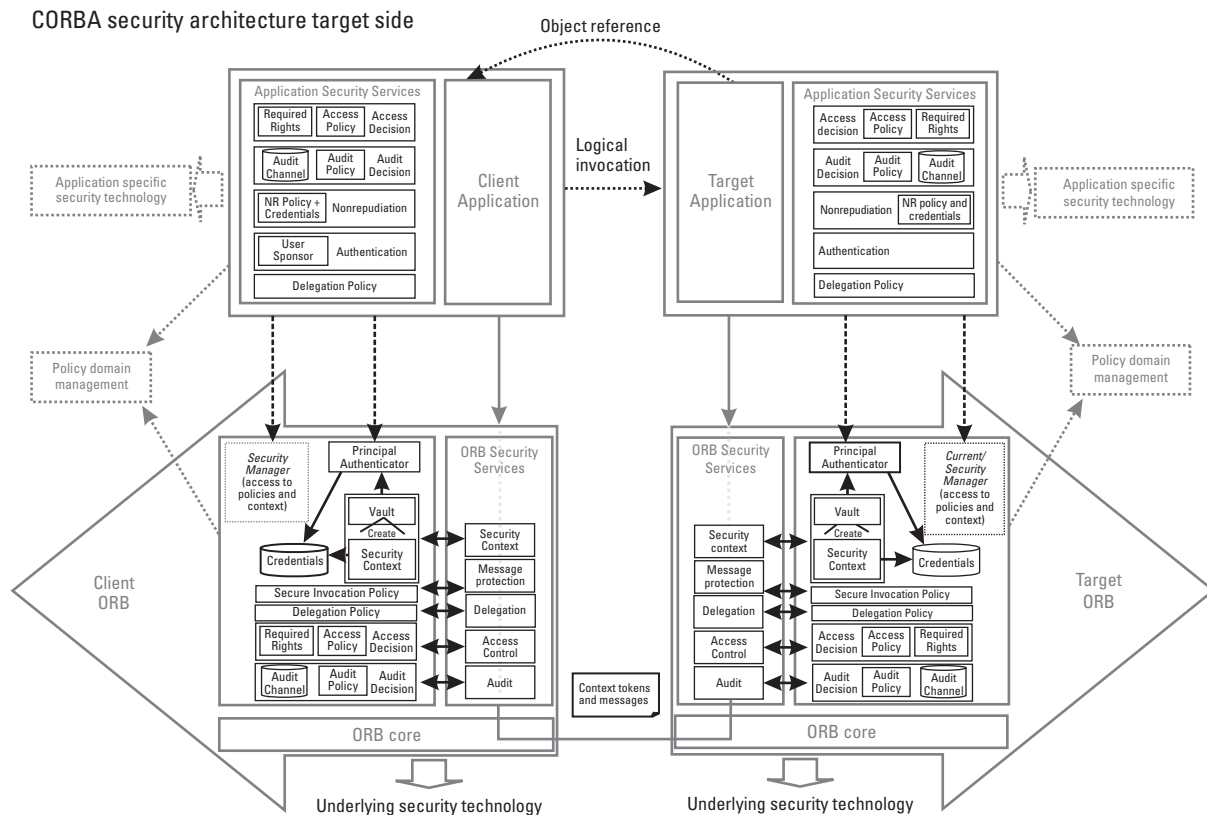 CORBA security architecture target side
Object reference
Application Security Services
Required
Rights
Access
Policy
Access
Decision
Audit
Channel
Audit
Policy
Audit
Decision
NR Policy +
Credentials
Nonrepudiation
User
Sponsor
Authentication
Delegation Policy
Client
Application
Application specific
security technology
Logical
invocation
Target
Application
Application Security Services
Access
decision
Access
Policy
Required
Rights
Audit
Decision
Audit
Policy
Audit
Channel
Nonrepudiation
NR policy and
credentials
Authentication
Delegation Policy
Application specific
security technology
Policy domain
management
Policy domain
management
Client
ORB
Security
Manager
(access to
policies and
context)
Principal
Authenticator
Vault
Create
Security
Context
Credentials
Secure Invocation Policy
Delegation Policy
Required
Rights
Access
Policy
Access
Decision
Audit
Channel
Audit
Policy
Audit
Decision
ORB Security
Services
Security
Context
Message
protection
Delegation
Access
Control
Audit
ORB core
Underlying security technology
Context tokens
and messages
ORB Security
Services
Security
context
Message
protection
Delegation
Access
Control
Audit
Principal
Authenticator
Current/
Security
Manager
(access to
policies and
context)
Vault
Create
Security
Context
Credentials
Secure Invocation Policy
Delegation Policy
Access
Decision
Access
Policy
Required
Rights
Audit
Decision
Audit
Policy
Audit
Channel
Target
ORB
ORB core
Underlying security technology